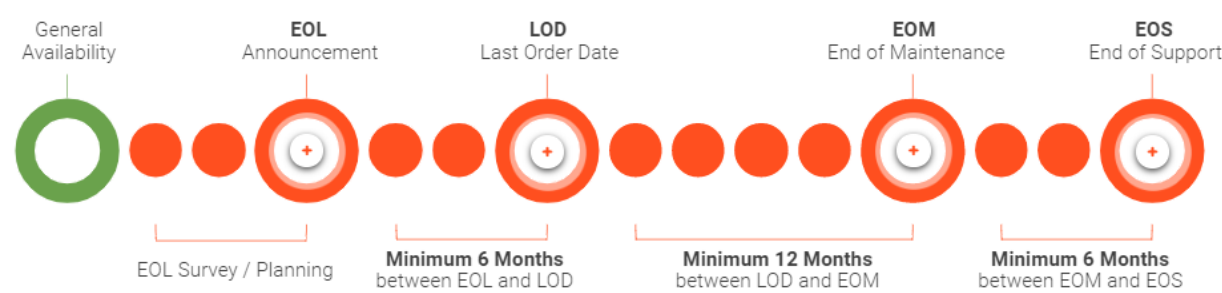 General
Availability
EOL
Announcement
LOD
Last Order Date
EOM
End of Maintenance
EOS
End of Support
EOL Survey / Planning
Minimum 6 Months
between EOL and LOD
Minimum 12 Months
between LOD and EOM
Minimum 6 Months
between EOM and EOS